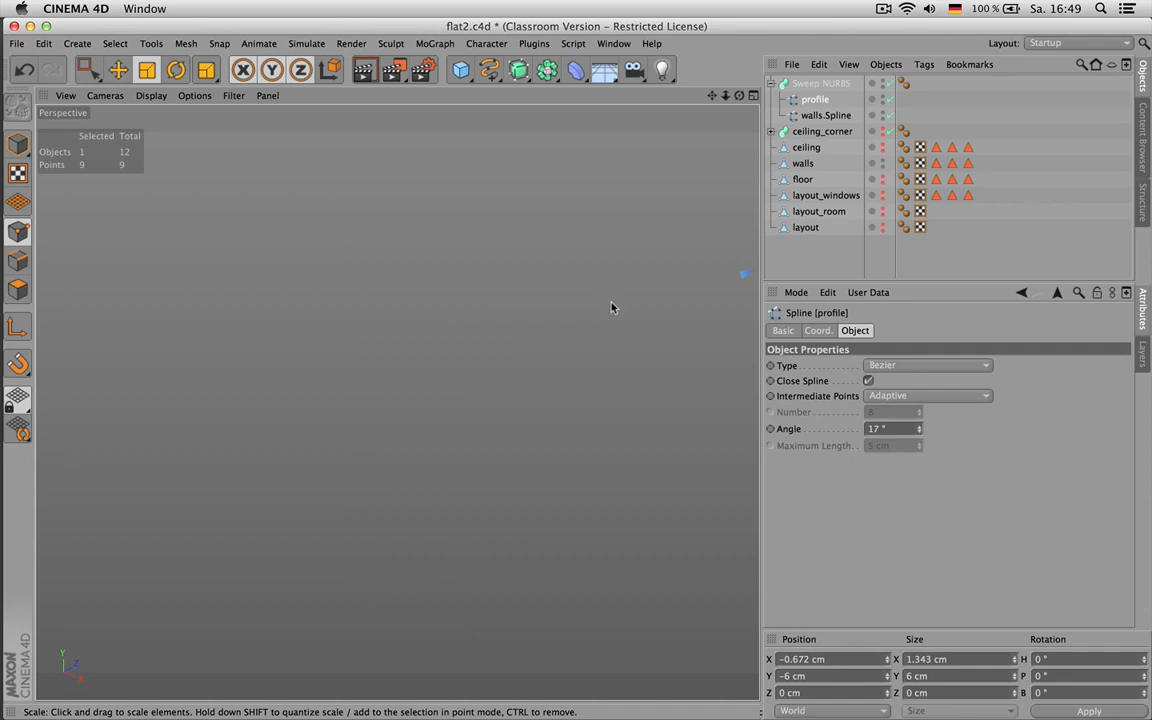 CINEMA 4D Window 100 % Sa. 16:49
flat2.c4d * (Classroom Version - Restricted License)
File Edit Create Select Tools Mesh Snap Animate Simulate Render Sculpt MoGraph Character Plugins Script Window Help Layout: Startup
X Y Z
File Edit View Objects Tags Bookmarks
Sweep NURBS
profile
walls.Spline
ceiling_corner
ceiling
walls
floor
layout_windows
layout_room
layout
Objects
Content Browser
Structure
View Cameras Display Options Filter Panel
Perspective
Selected Total
Objects 1 12
Points 9 9
Mode Edit User Data
Spline [profile]
Basic Coord. Object
Object Properties
Type Bezier
Close Spline
Intermediate Points Adaptive
Number 8
Angle 17 °
Maximum Length 5 cm
Attributes
Layers
Y
Z
X
Position Size Rotation
X -0.672 cm X 1.343 cm H 0 °
Y -6 cm Y 6 cm P 0 °
Z 0 cm Z 0 cm B 0 °
World Size Apply
MAXON
CINEMA 4D
Scale: Click and drag to scale elements. Hold down SHIFT to quantize scale / add to the selection in point mode, CTRL to remove.